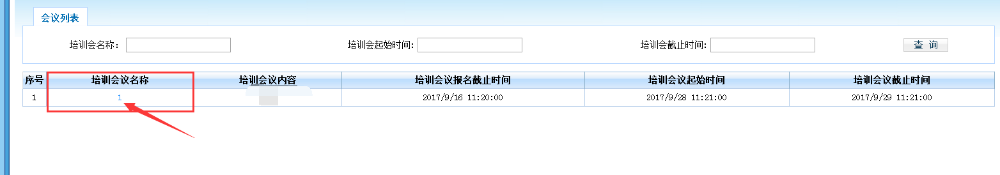 会议列表
培训会名称： 培训会起始时间: 培训会截止时间: 查 询
序号 培训会议名称 培训会议内容 培训会议报名截止时间 培训会议起始时间 培训会议截止时间
1 1 2017/9/16 11:20:00 2017/9/28 11:21:00 2017/9/29 11:21:00